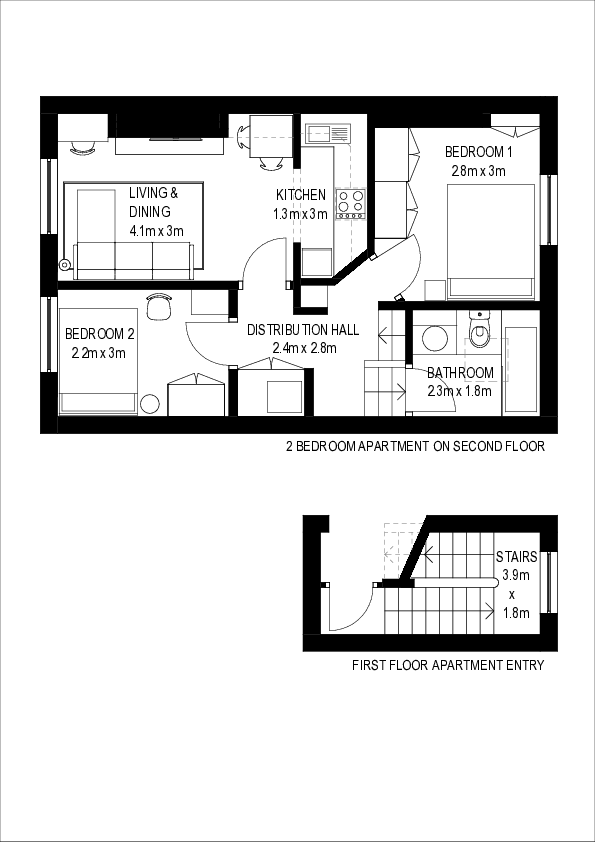 LIVING &
DINING
4.1m x 3m
KITCHEN
1.3m x 3m
BEDROOM 1
2.8m x 3m
BEDROOM 2
2.2m x 3m
DISTRIBUTION HALL
2.4m x 2.8m
BATHROOM
2.3m x 1.8m
2 BEDROOM APARTMENT ON SECOND FLOOR
STAIRS
3.9m
x
1.8m
FIRST FLOOR APARTMENT ENTRY